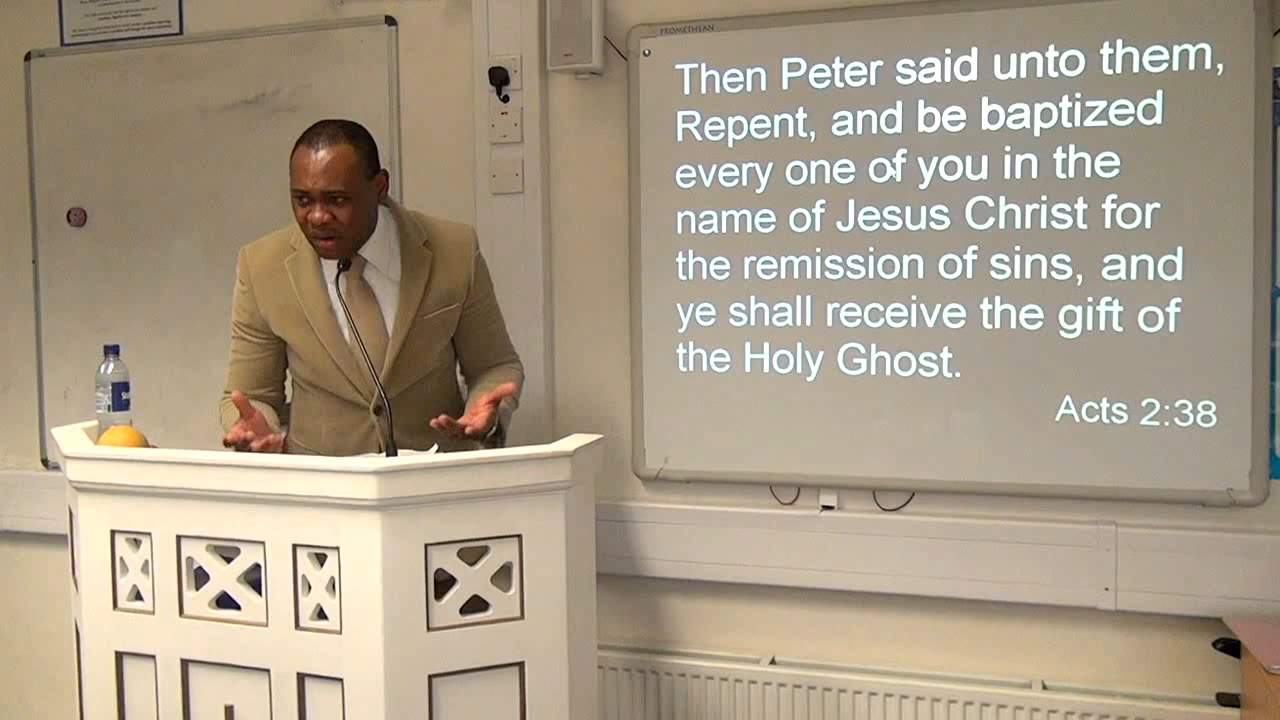 PROMETHEAN
Then Peter said unto them,
Repent, and be baptized
every one of you in the
name of Jesus Christ for
the remission of sins, and
ye shall receive the gift of
the Holy Ghost.
Acts 2:38